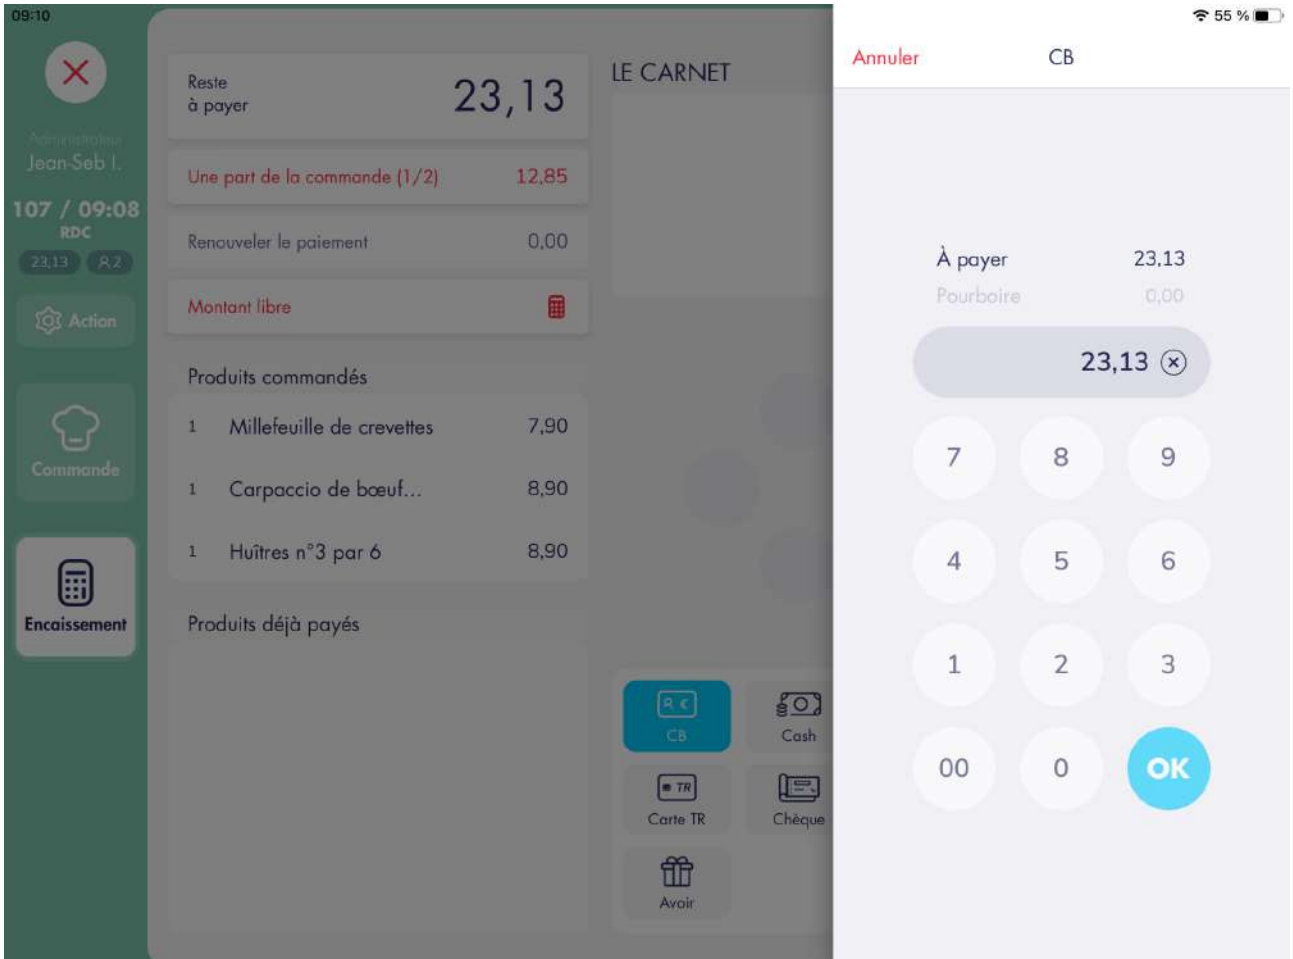 09:10
55 %
Administrateur
Jean-Seb I.
107 / 09:08
RDC
23,13
2
Action
Commande
Encaissement
Reste
à payer
23,13
Une part de la commande (1/2) 12,85
Renouveler le paiement 0,00
Montant libre
Produits commandés
1 Millefeuille de crevettes 7,90
1 Carpaccio de bœuf... 8,90
1 Huîtres n°3 par 6 8,90
Produits déjà payés
LE CARNET
CB
Cash
TR
Carte TR
Chèque
Avoir
Annuler CB
À payer 23,13
Pourboire 0,00
23,13
7 8 9
4 5 6
1 2 3
00 0 OK